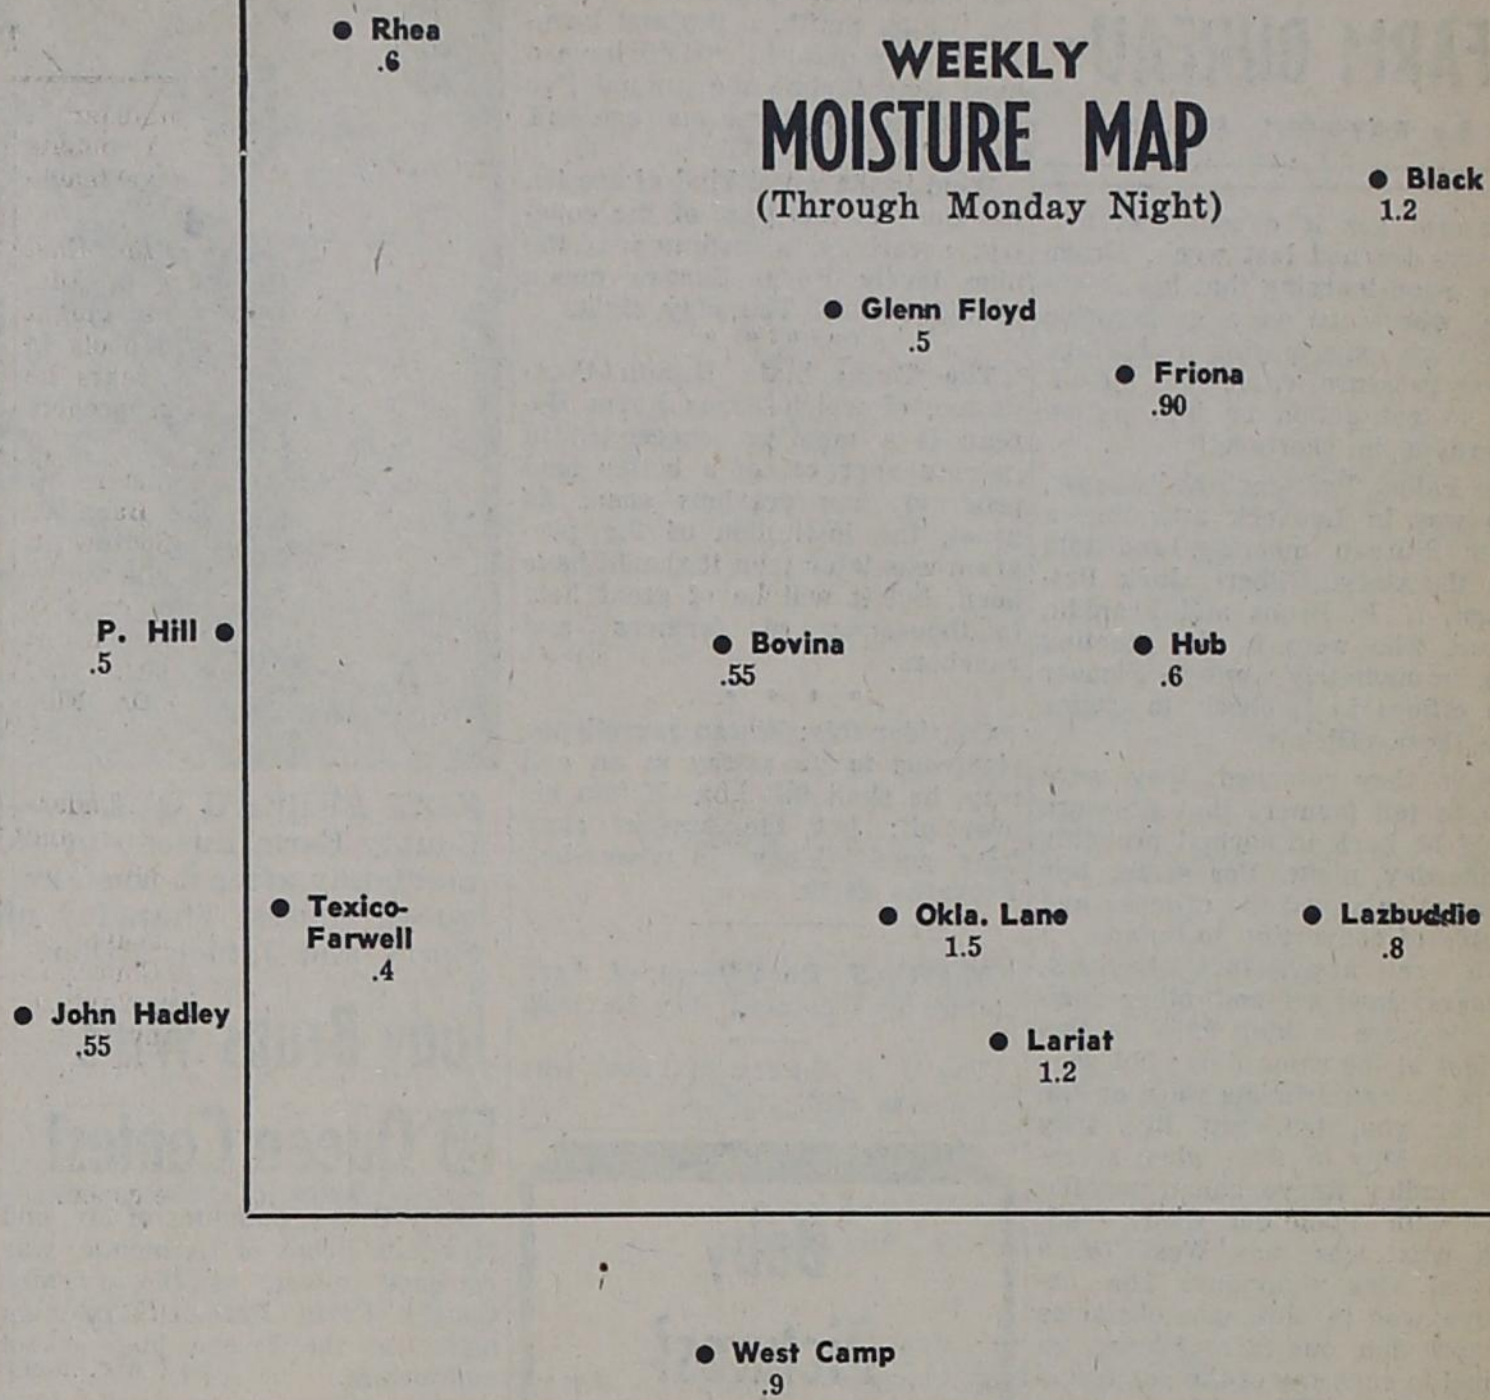 Rhea
.6
WEEKLY
MOISTURE MAP
(Through Monday Night)
Black
1.2
Glenn Floyd
.5
Friona
.90
P. Hill
.5
Bovina
.55
Hub
.6
Texico-
Farwell
.4
Okla. Lane
1.5
Lazbuddie
.8
John Hadley
.55
Lariat
1.2
West Camp
.9